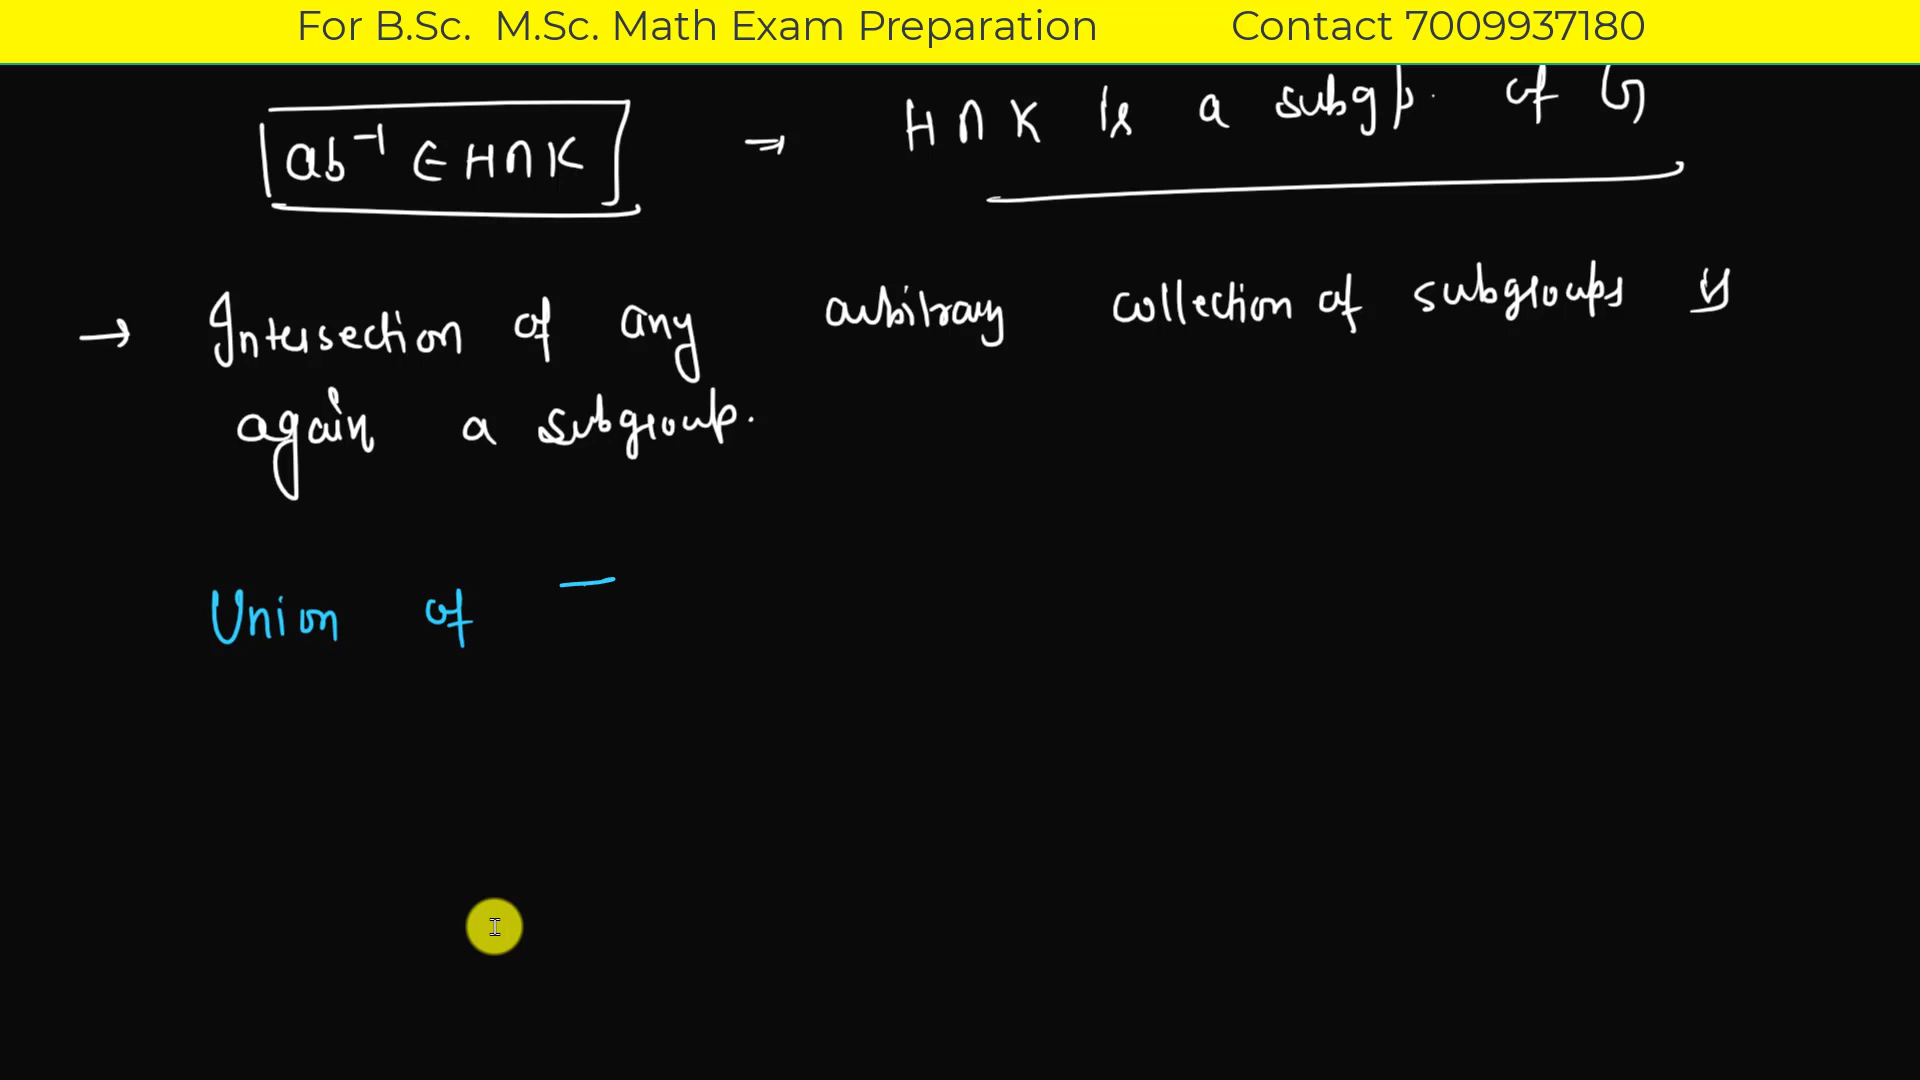 For B.Sc. M.Sc. Math Exam Preparation Contact 7009937180
ab⁻¹ ∈ H∩K ⇒ H∩K is a subgp. of G
→ Intersection of any arbitrary collection of subgroups is
again a subgroup.
Union of